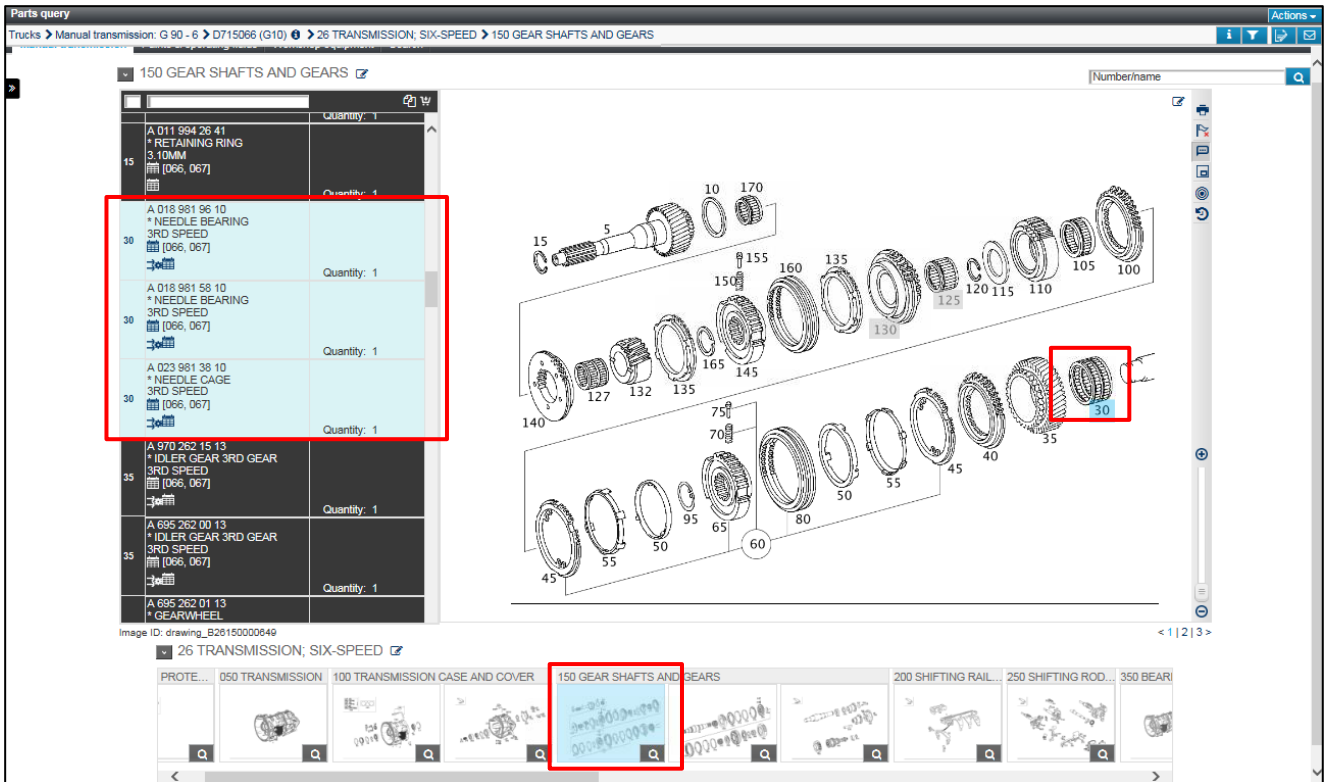 Parts query
Actions
Trucks > Manual transmission: G 90 - 6 > D715066 (G10) > 26 TRANSMISSION; SIX-SPEED > 150 GEAR SHAFTS AND GEARS
150 GEAR SHAFTS AND GEARS
Number/name
Quantity: 1
15
A 011 994 26 41
* RETAINING RING
3.10MM
[066, 067]
Quantity: 1
30
A 018 981 96 10
* NEEDLE BEARING
3RD SPEED
[066, 067]
Quantity: 1
30
A 018 981 58 10
* NEEDLE BEARING
3RD SPEED
[066, 067]
Quantity: 1
30
A 023 981 38 10
* NEEDLE CAGE
3RD SPEED
[066, 067]
Quantity: 1
35
A 970 262 15 13
* IDLER GEAR 3RD GEAR
3RD SPEED
[066, 067]
Quantity: 1
35
A 695 262 00 13
* IDLER GEAR 3RD GEAR
3RD SPEED
[066, 067]
Quantity: 1
A 695 262 01 13
* GEARWHEEL
10 170
5
15
155
150
160
135
130
125
120
115
110
105
100
140
127
132
135
165
145
75
70
30
35
40
45
55
50
80
60
65
95
50
55
45
Image ID: drawing_B26150000649
< 1 | 2 | 3 >
26 TRANSMISSION; SIX-SPEED
PROTE... 050 TRANSMISSION 100 TRANSMISSION CASE AND COVER 150 GEAR SHAFTS AND GEARS 200 SHIFTING RAIL... 250 SHIFTING ROD... 350 BEARI